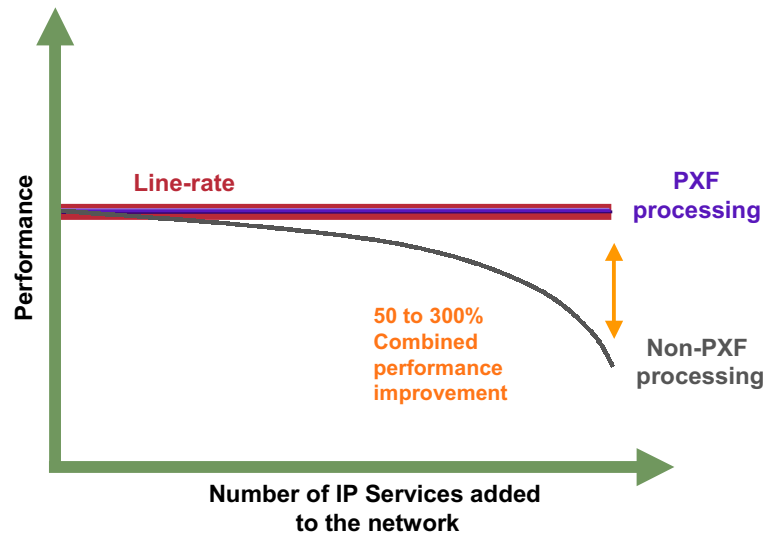 Line-rate
PXF
processing
Performance
50 to 300%
Combined
performance
improvement
Non-PXF
processing
Number of IP Services added
to the network